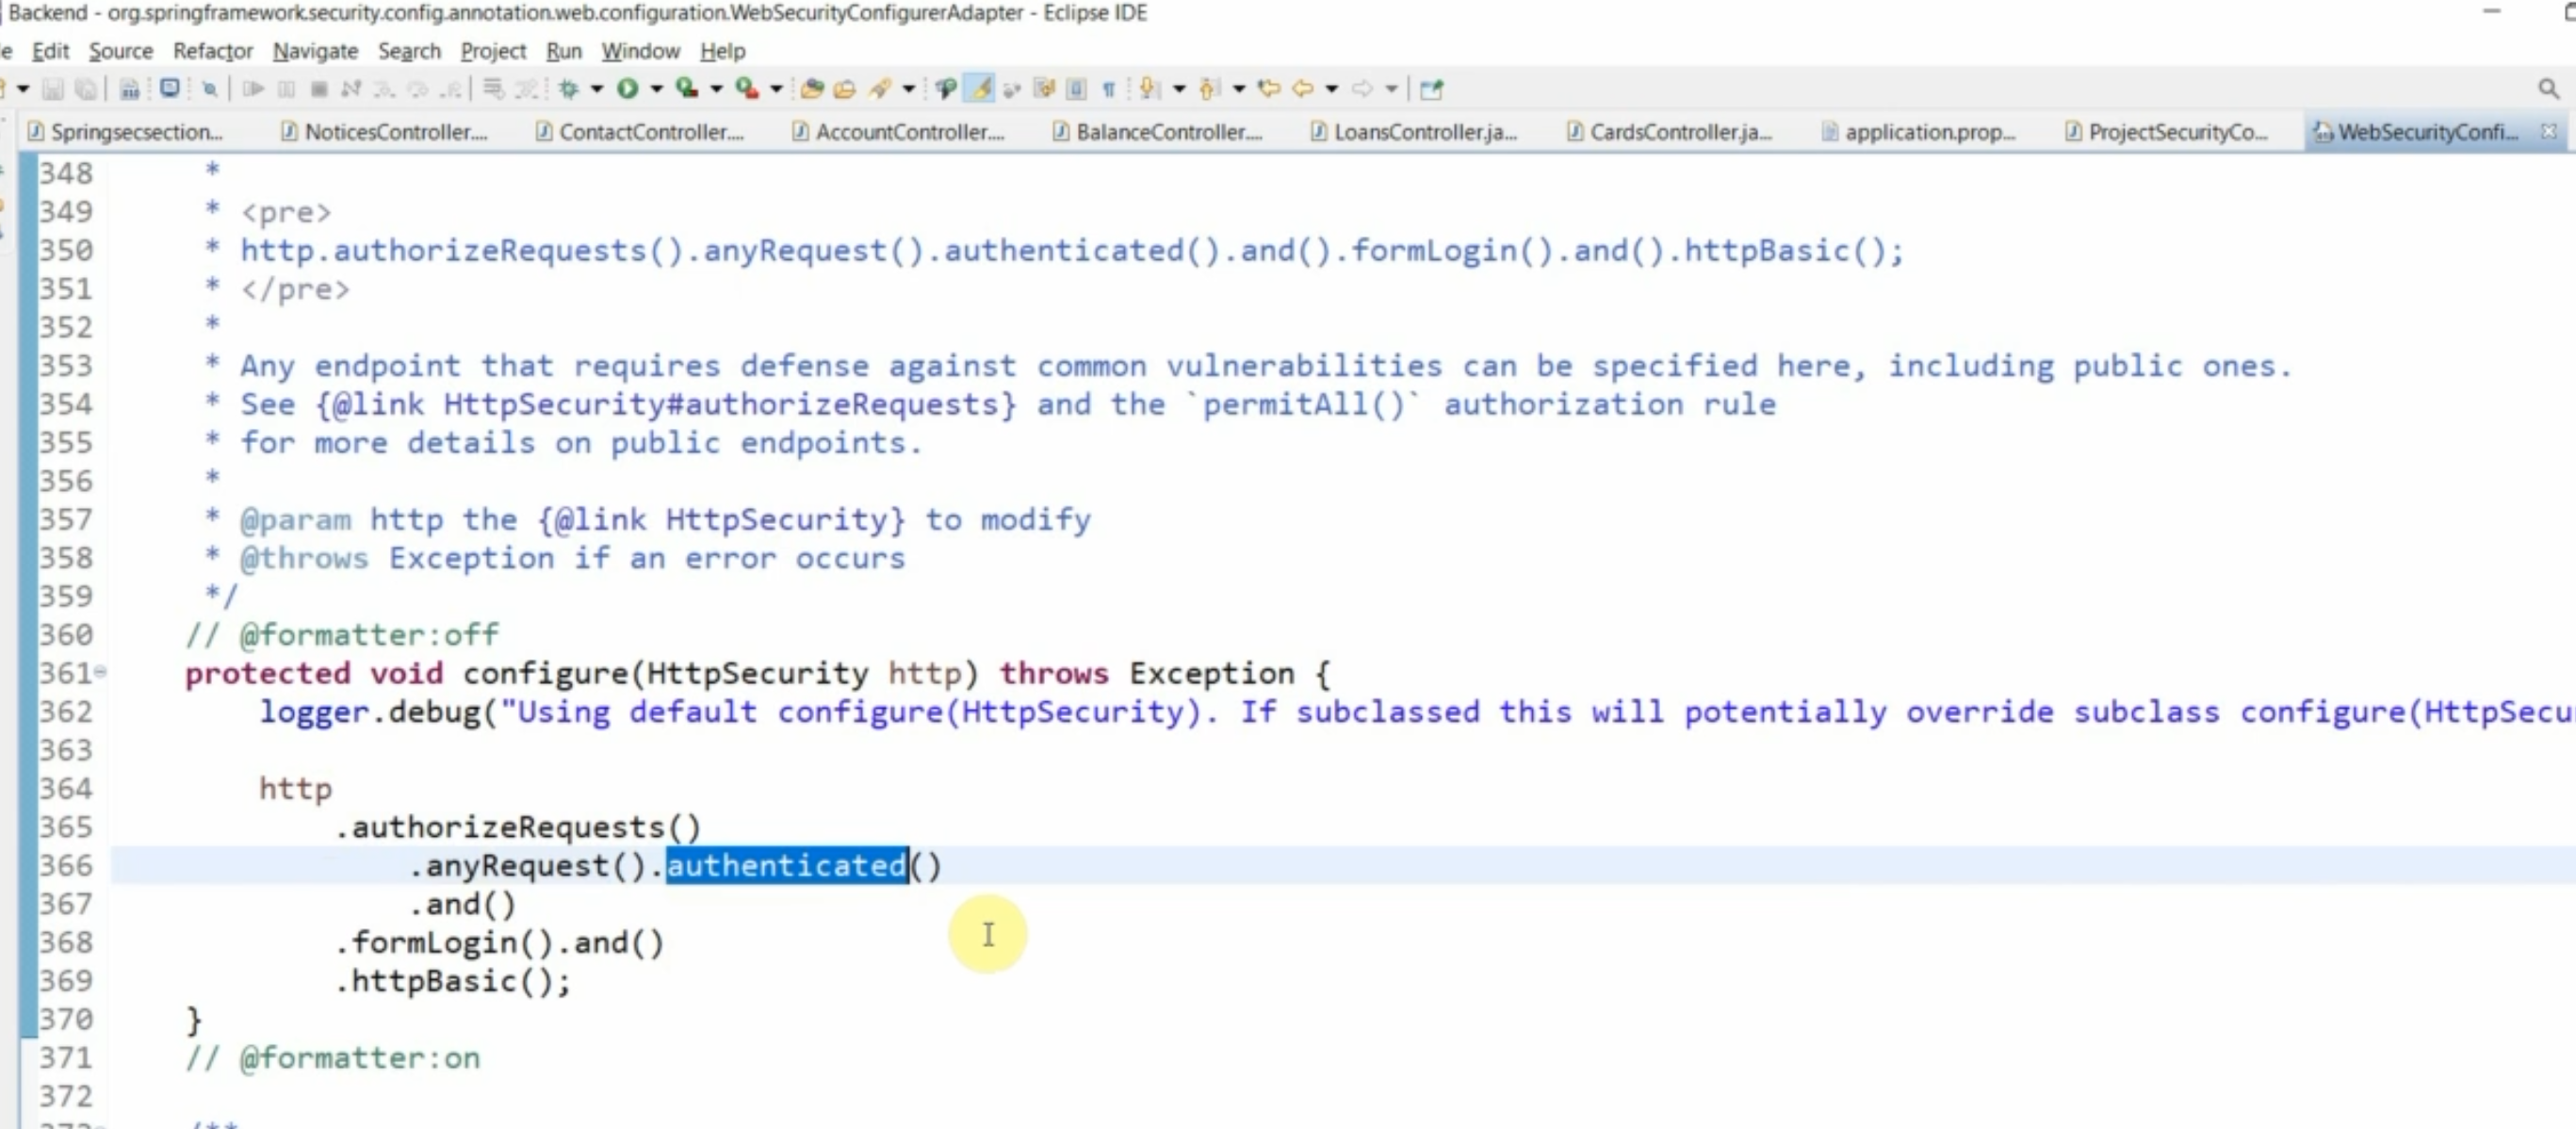 Backend - org.springframework.security.config.annotation.web.configuration.WebSecurityConfigurerAdapter - Eclipse IDE
Edit Source Refactor Navigate Search Project Run Window Help
Springsecsection... NoticesController.... ContactController.... AccountController.... BalanceController.... LoansController.ja... CardsController.ja... application.prop... ProjectSecurityCo... WebSecurityConfi...
348 *
349 * <pre>
350 * http.authorizeRequests().anyRequest().authenticated().and().formLogin().and().httpBasic();
351 * </pre>
352 *
353 * Any endpoint that requires defense against common vulnerabilities can be specified here, including public ones.
354 * See {@link HttpSecurity#authorizeRequests} and the `permitAll()` authorization rule
355 * for more details on public endpoints.
356 *
357 * @param http the {@link HttpSecurity} to modify
358 * @throws Exception if an error occurs
359 */
360 // @formatter:off
361 protected void configure(HttpSecurity http) throws Exception {
362 logger.debug("Using default configure(HttpSecurity). If subclassed this will potentially override subclass configure(HttpSecu
363
364 http
365 .authorizeRequests()
366 .anyRequest().authenticated()
367 .and()
368 .formLogin().and()
369 .httpBasic();
370 }
371 // @formatter:on
372